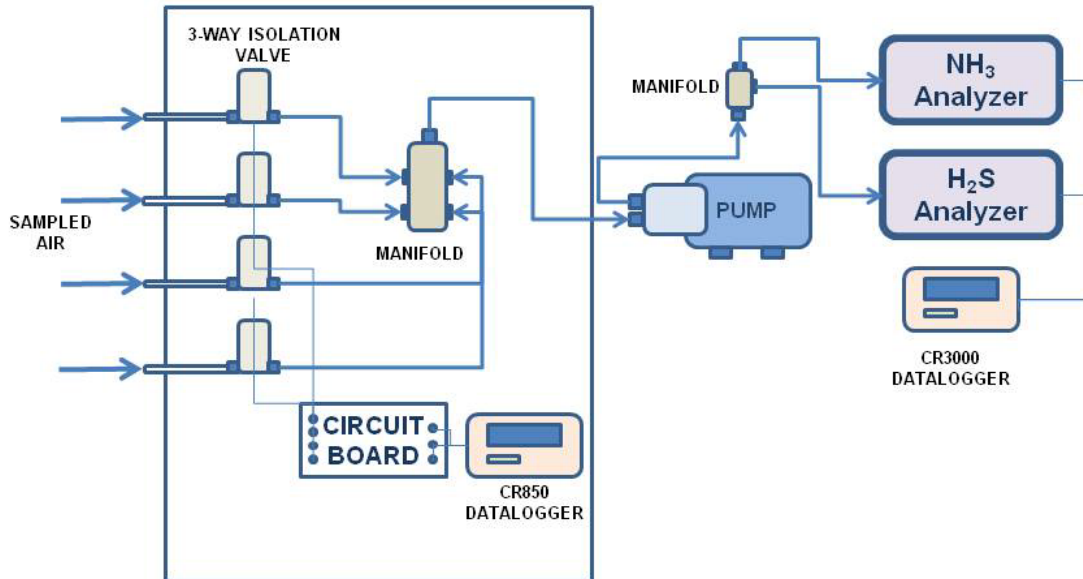 3-WAY ISOLATION
VALVE
SAMPLED
AIR
MANIFOLD
MANIFOLD
PUMP
NH₃
Analyzer
H₂S
Analyzer
CR3000
DATALOGGER
CIRCUIT
BOARD
CR850
DATALOGGER